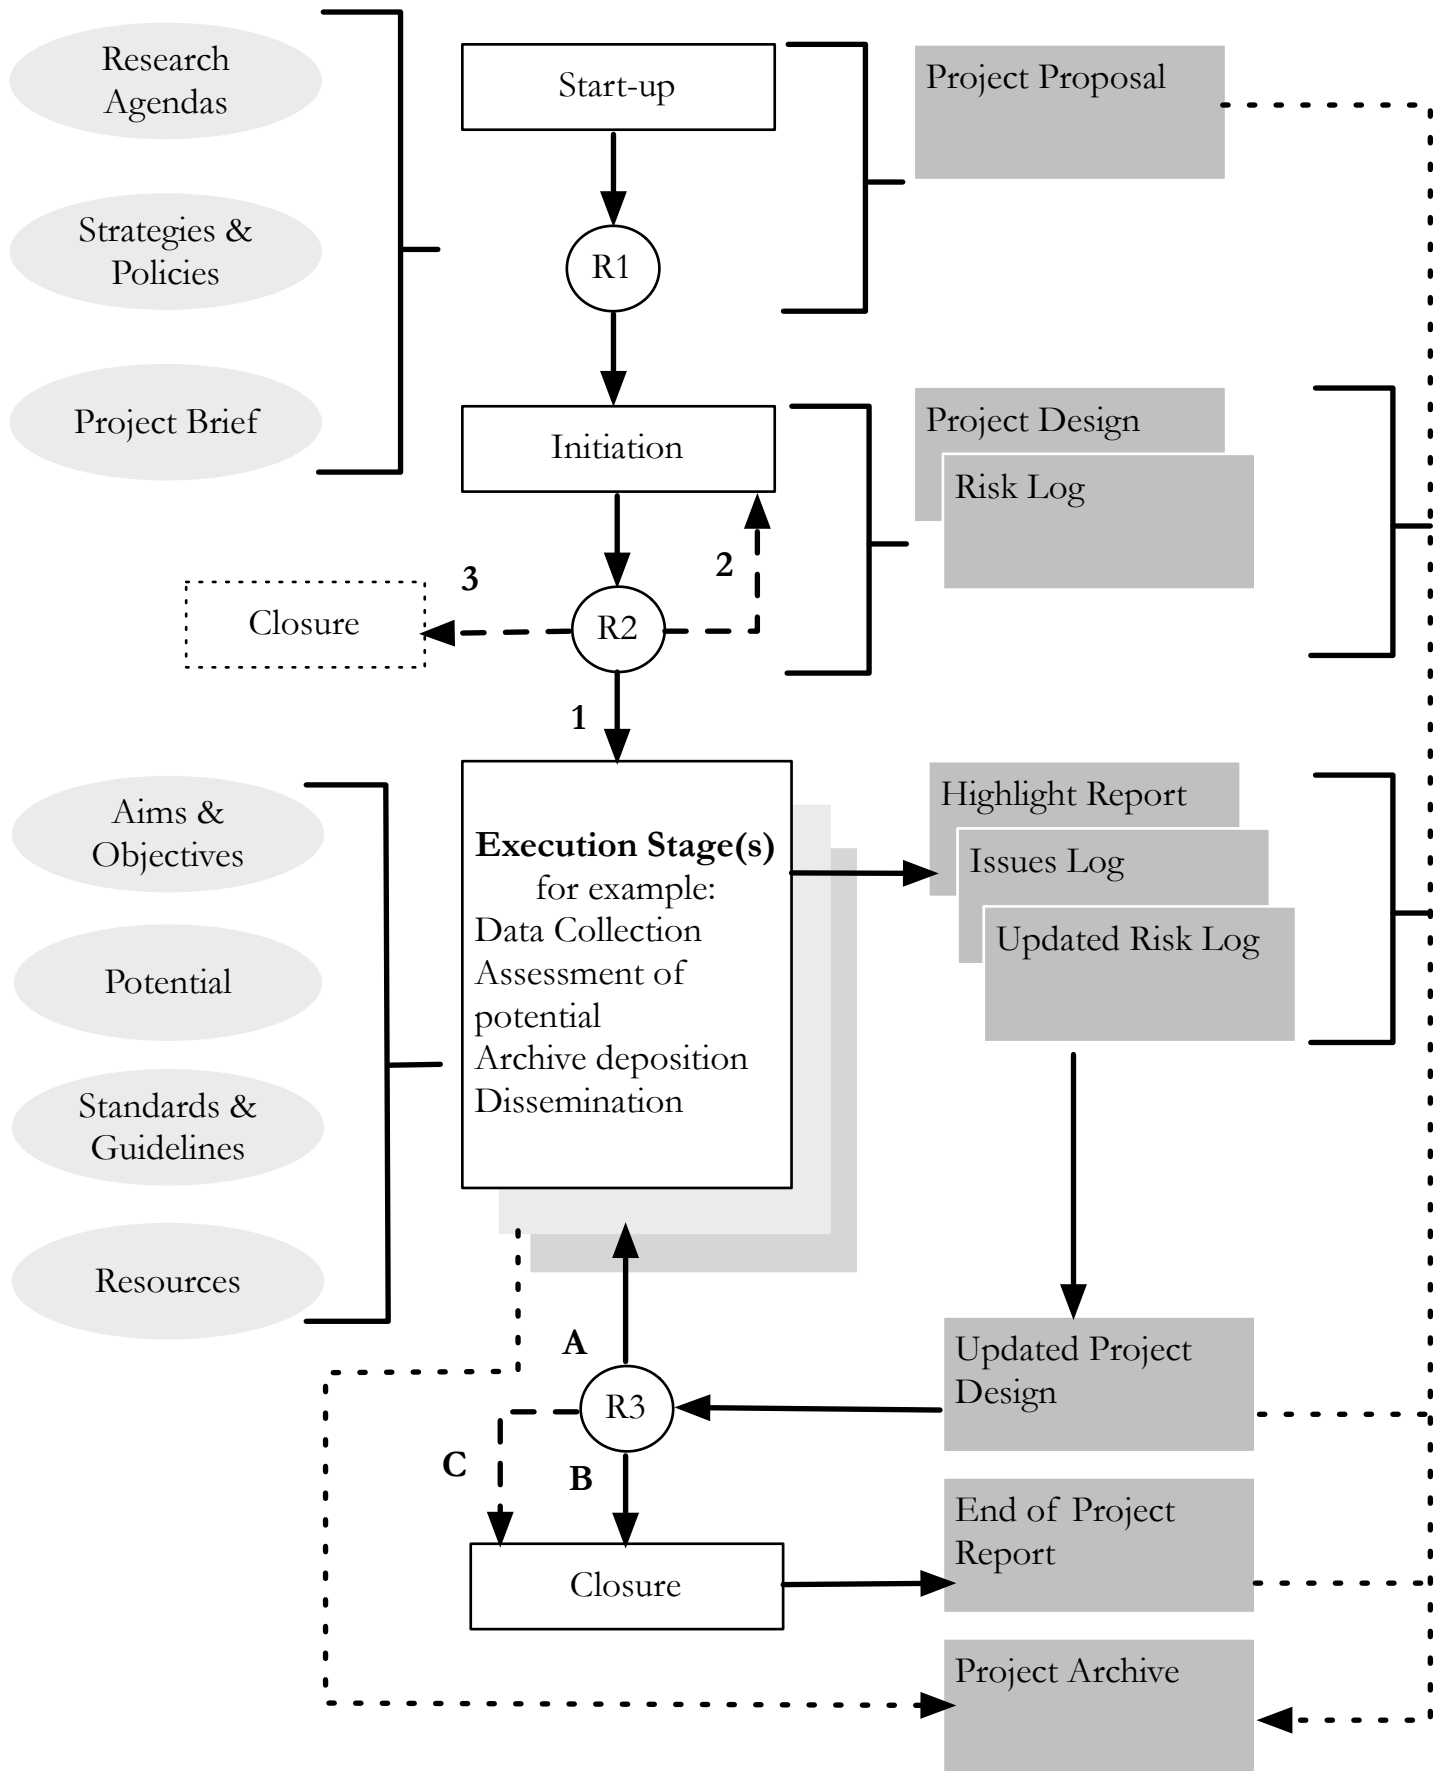 Research
Agendas
Start-up
Project Proposal
Strategies &
Policies
R1
Project Brief
Initiation
Project Design
Risk Log
3
2
Closure
R2
1
Aims &
Objectives
Execution Stage(s)
for example:
Data Collection
Assessment of
potential
Archive deposition
Dissemination
Highlight Report
Issues Log
Updated Risk Log
Potential
Standards &
Guidelines
Resources
A
R3
Updated Project
Design
C
B
Closure
End of Project
Report
Project Archive